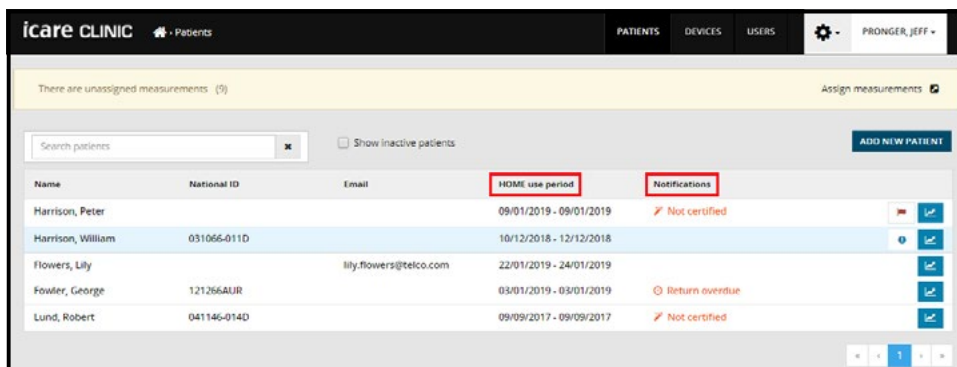 icare CLINIC › Patients PATIENTS DEVICES USERS PRONGER, JEFF
There are unassigned measurements (9) Assign measurements
Search patients Show inactive patients ADD NEW PATIENT
Name National ID Email HOME use period Notifications
Harrison, Peter 09/01/2019 - 09/01/2019 Not certified
Harrison, William 031066-011D 10/12/2018 - 12/12/2018
Flowers, Lily lily.flowers@telco.com 22/01/2019 - 24/01/2019
Fowler, George 121266AUR 03/01/2019 - 03/01/2019 Return overdue
Lund, Robert 041146-014D 09/09/2017 - 09/09/2017 Not certified
« ‹ 1 › »